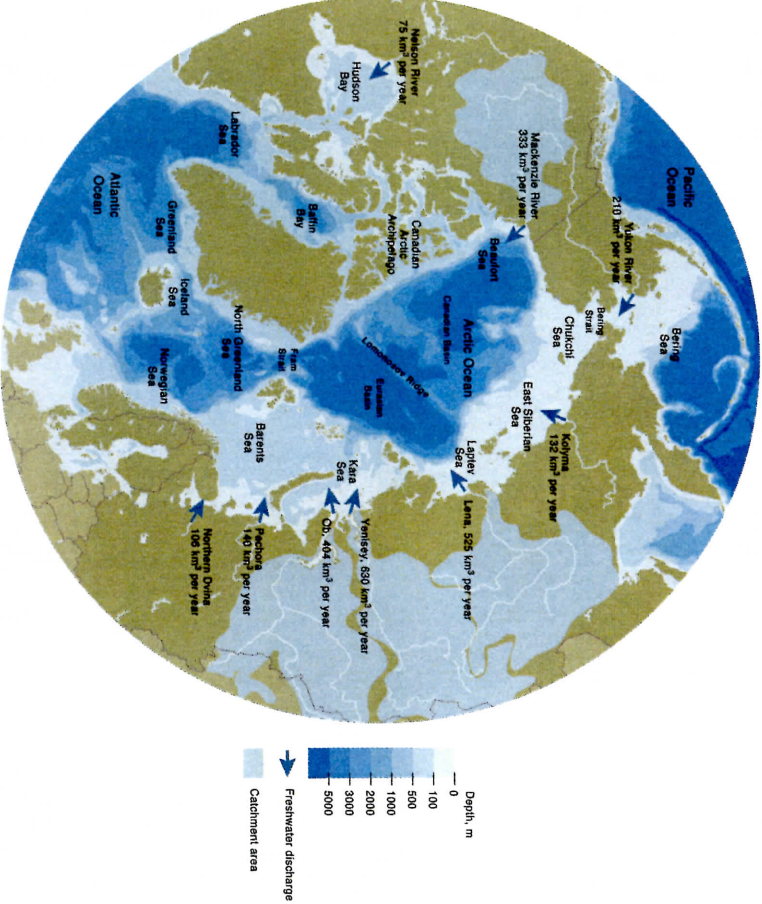 Pacific
Ocean
Bering
Sea
Yukon River
210 km³ per year
Bering
Strait
Chukchi
Sea
East Siberian
Sea
Kolyma
132 km³ per year
Mackenzie River
333 km³ per year
Beaufort
Sea
Arctic Ocean
Laptev
Sea
Lena, 525 km³ per year
Canadian Basin
Lomonosov Ridge
Eurasian
Basin
Nelson River
75 km³ per year
Hudson
Bay
Canadian
Arctic
Archipelago
Kara
Sea
Yenisey, 630 km³ per year
Ob, 404 km³ per year
Baffin
Bay
Fram
Strait
Barents
Sea
Pechora
140 km³ per year
Labrador
Sea
North Greenland
Sea
Northern Dvina
106 km³ per year
Iceland
Sea
Greenland
Sea
Norwegian
Sea
Atlantic
Ocean
Depth, m
0
100
500
1000
2000
3000
5000
Freshwater discharge
Catchment area